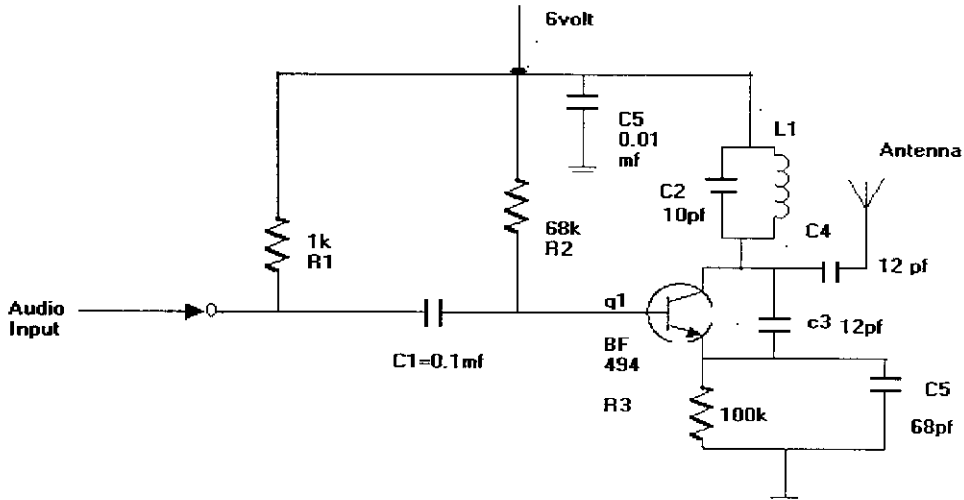 6volt
C5
0.01
mf
L1
Antenna
C2
10pf
C4
1k
R1
68k
R2
12 pf
Audio
Input
q1
c3 12pf
C1=0.1mf
BF
494
R3
100k
C5
68pf